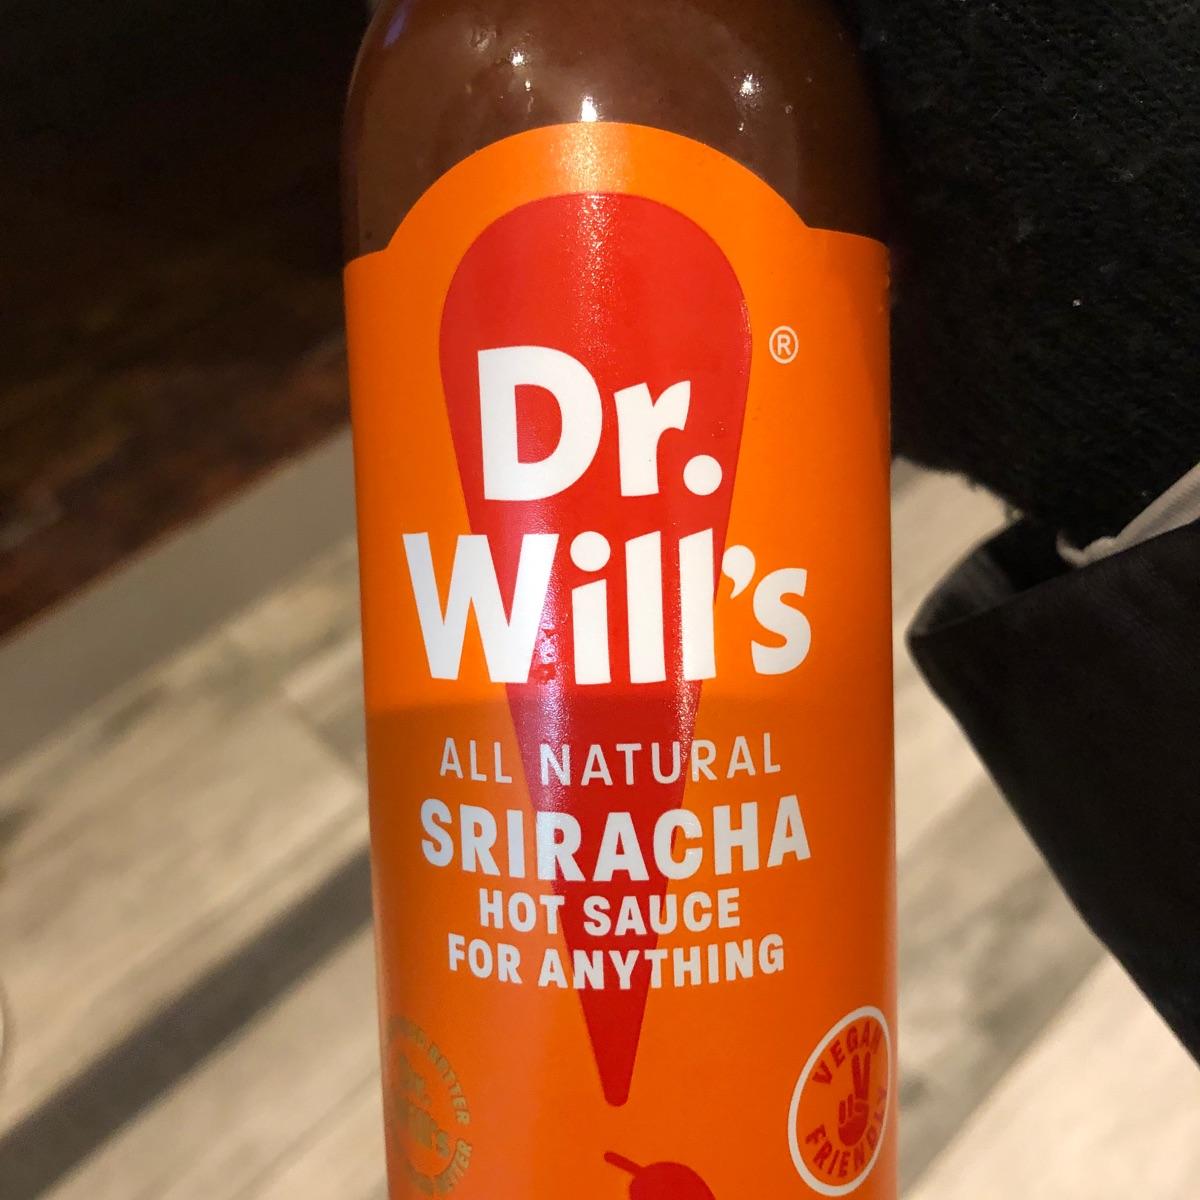 Dr.
®
Will's
ALL NATURAL
SRIRACHA
HOT SAUCE
FOR ANYTHING
VEGAN
FRIENDLY